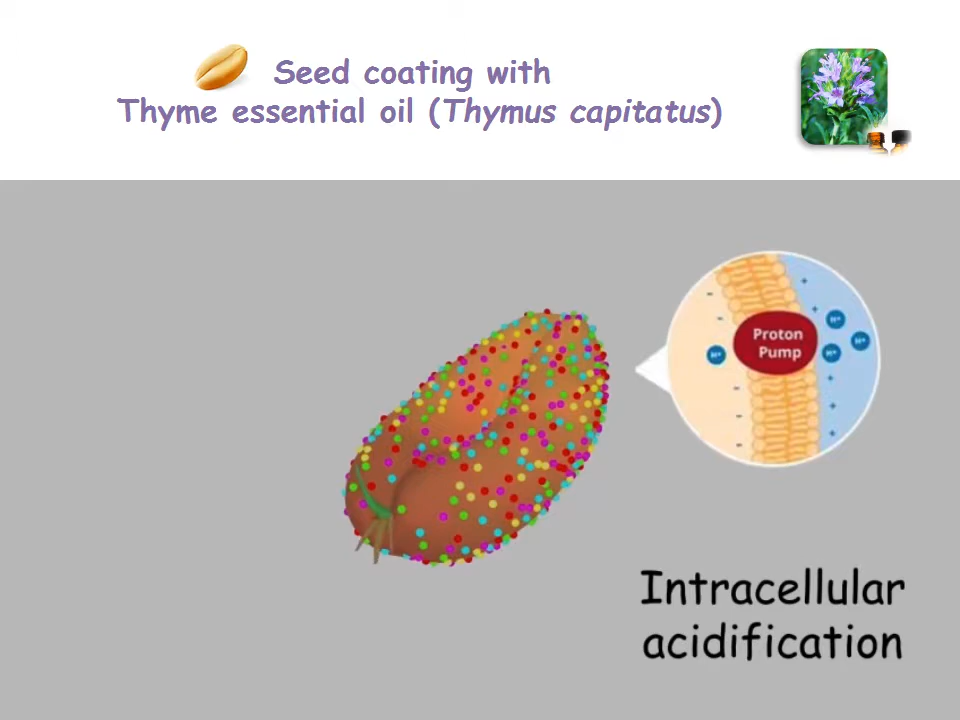 Seed coating with
Thyme essential oil (Thymus capitatus)
Proton
Pump
H+
H+
H+
H+
Intracellular
acidification